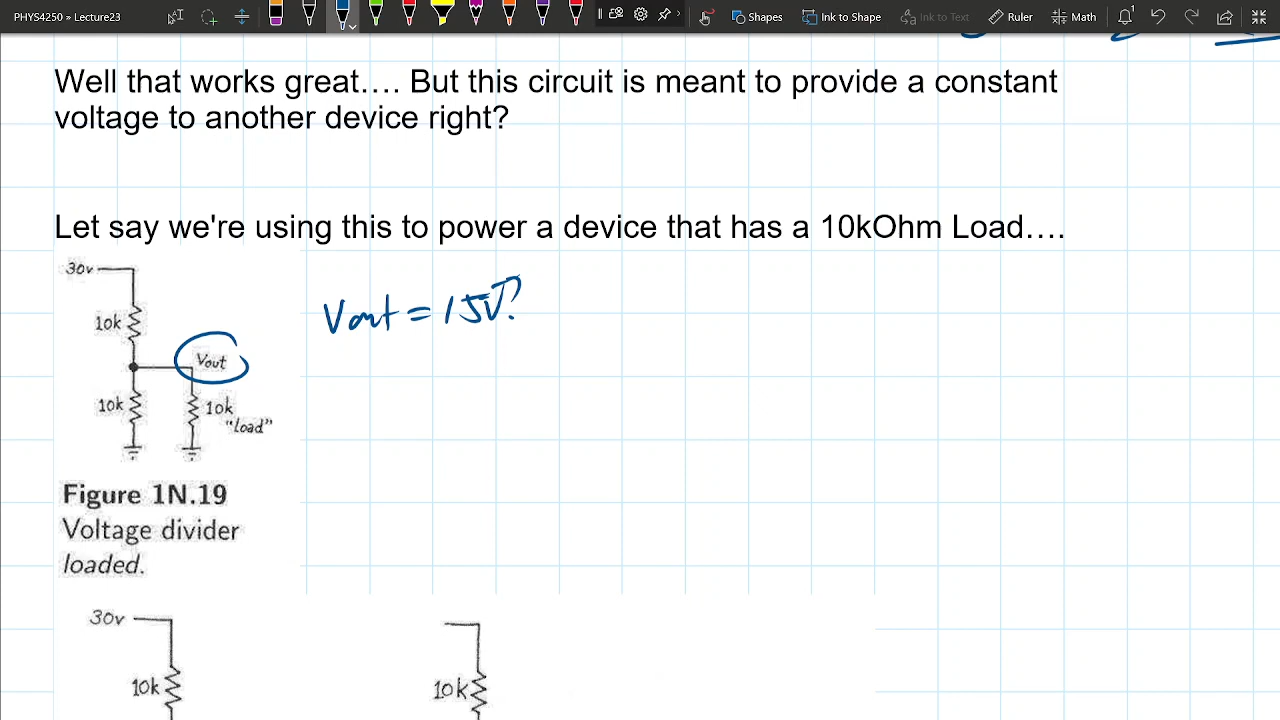 PHYS4250 » Lecture23
Shapes
Ink to Shape
Ink to Text
Ruler
Math
Well that works great…. But this circuit is meant to provide a constant
voltage to another device right?
Let say we're using this to power a device that has a 10kOhm Load….
30v
10k
Vout
10k
10k
"load"
Vout = 15V?
Figure 1N.19
Voltage divider
loaded.
30v
10k
10k